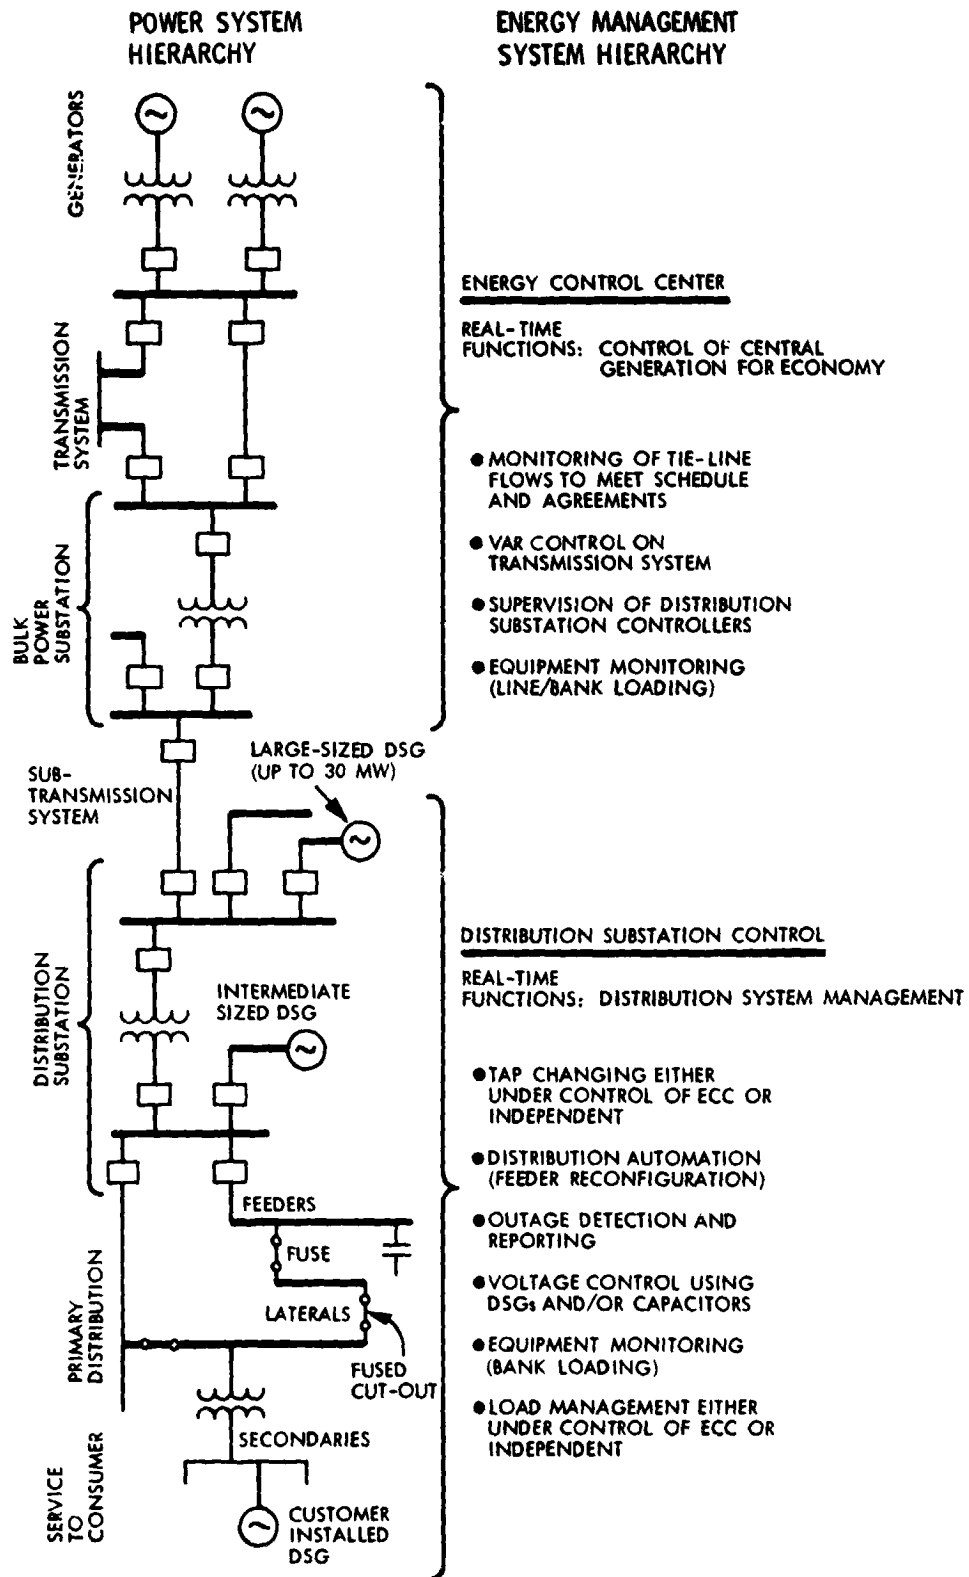 POWER SYSTEM
HIERARCHY
ENERGY MANAGEMENT
SYSTEM HIERARCHY
GENERATORS
TRANSMISSION
SYSTEM
BULK
POWER
SUBSTATION
SUB-
TRANSMISSION
SYSTEM
LARGE-SIZED DSG
(UP TO 30 MW)
DISTRIBUTION
SUBSTATION
INTERMEDIATE
SIZED DSG
FEEDERS
FUSE
LATERALS
FUSED
CUT-OUT
PRIMARY
DISTRIBUTION
SECONDARIES
SERVICE
TO
CONSUMER
CUSTOMER
INSTALLED
DSG
ENERGY CONTROL CENTER
REAL-TIME
FUNCTIONS: CONTROL OF CENTRAL
GENERATION FOR ECONOMY
● MONITORING OF TIE-LINE
FLOWS TO MEET SCHEDULE
AND AGREEMENTS
● VAR CONTROL ON
TRANSMISSION SYSTEM
● SUPERVISION OF DISTRIBUTION
SUBSTATION CONTROLLERS
● EQUIPMENT MONITORING
(LINE/BANK LOADING)
DISTRIBUTION SUBSTATION CONTROL
REAL-TIME
FUNCTIONS: DISTRIBUTION SYSTEM MANAGEMENT
● TAP CHANGING EITHER
UNDER CONTROL OF ECC OR
INDEPENDENT
● DISTRIBUTION AUTOMATION
(FEEDER RECONFIGURATION)
● OUTAGE DETECTION AND
REPORTING
● VOLTAGE CONTROL USING
DSGs AND/OR CAPACITORS
● EQUIPMENT MONITORING
(BANK LOADING)
● LOAD MANAGEMENT EITHER
UNDER CONTROL OF ECC OR
INDEPENDENT